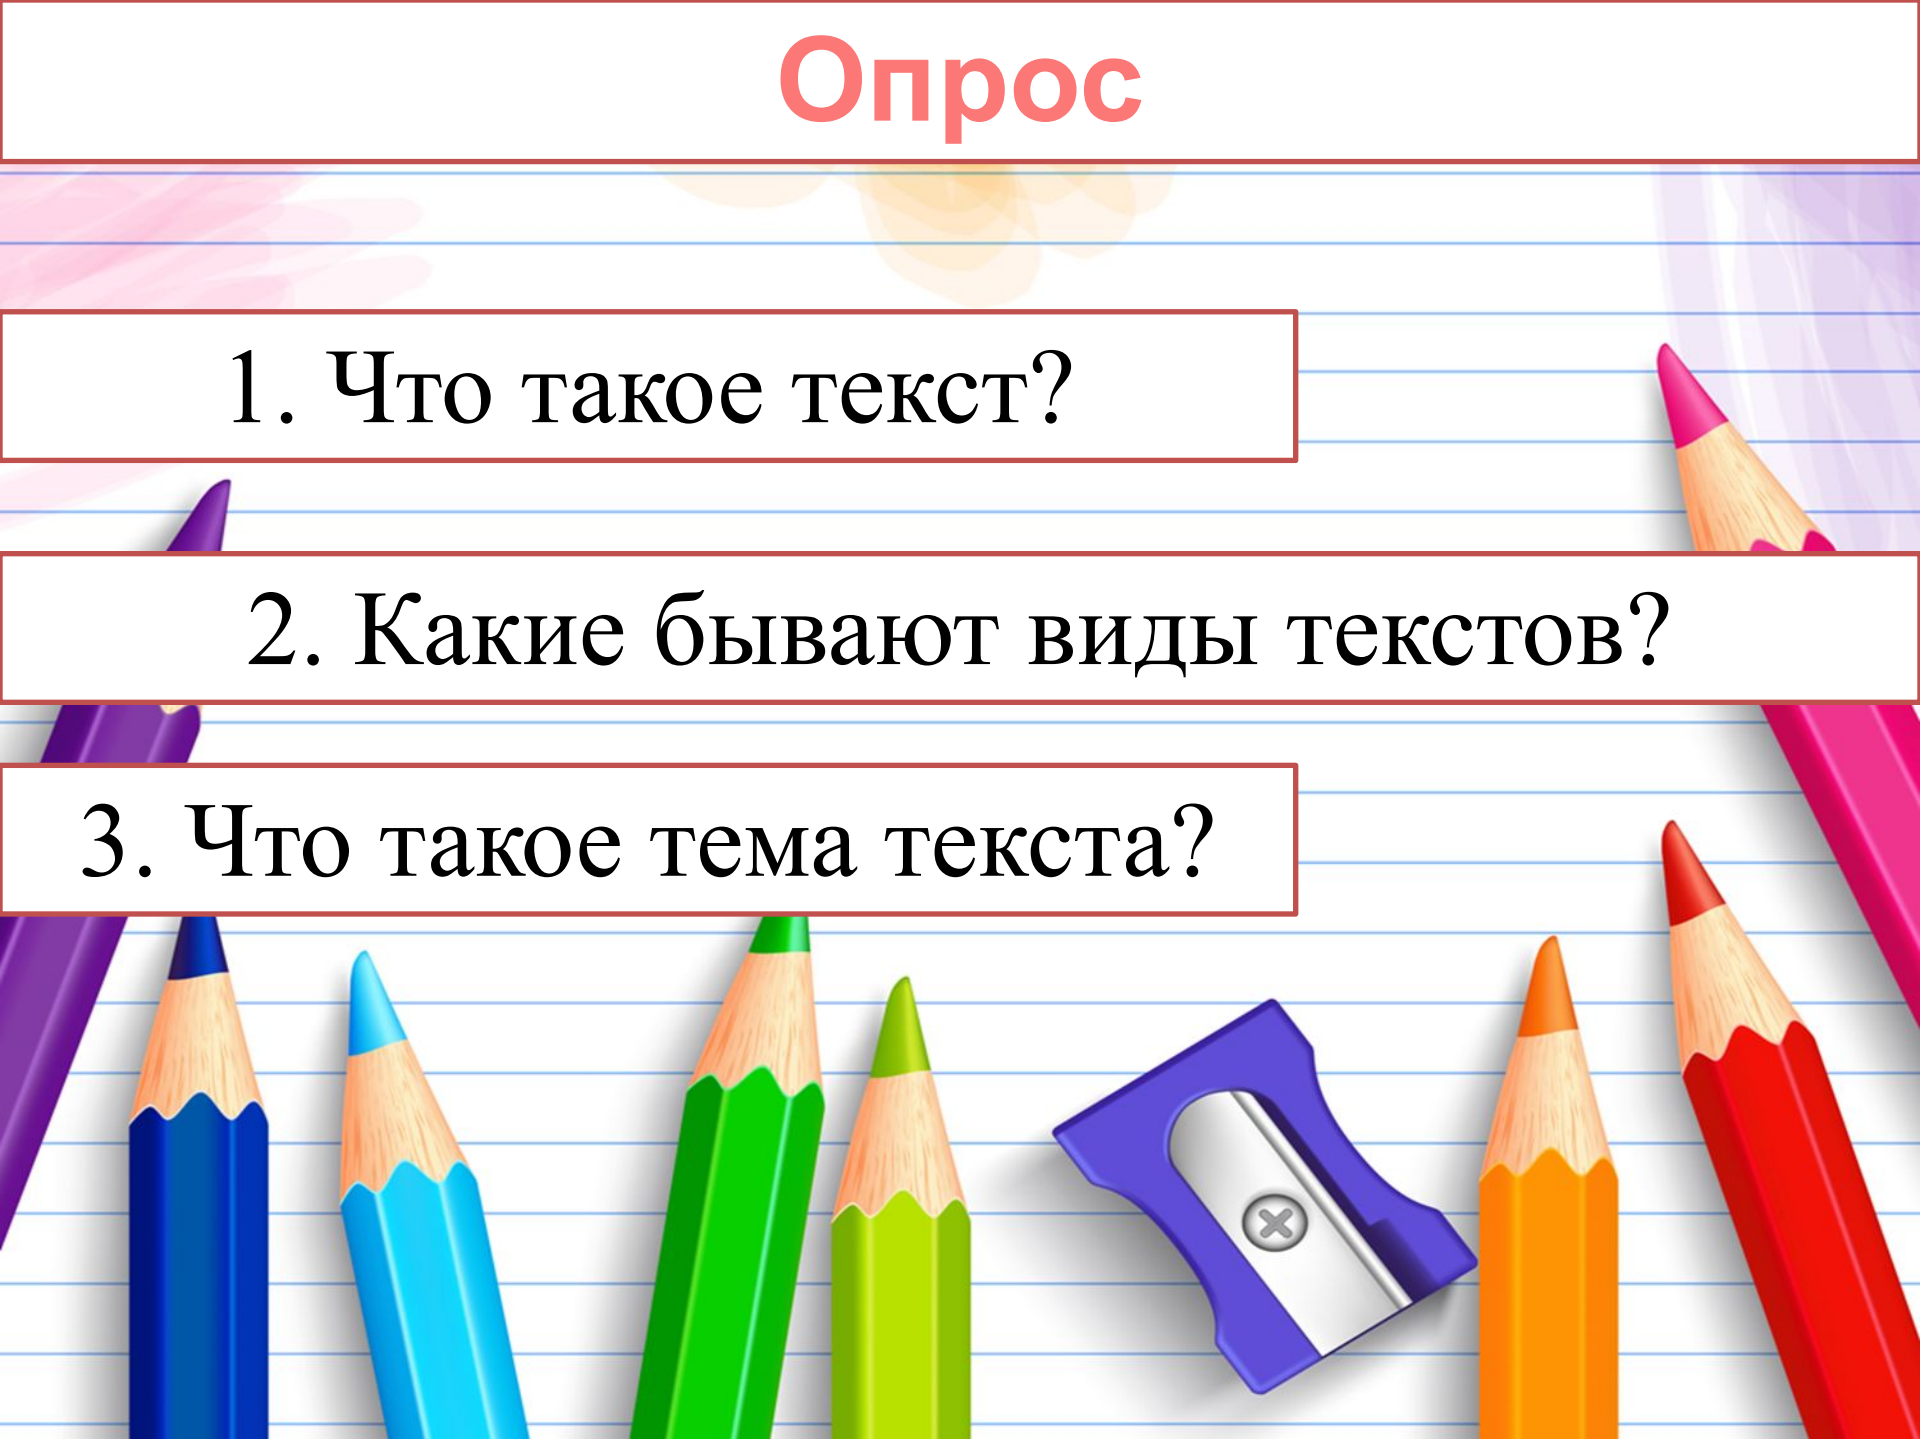 Опрос
1. Что такое текст?
2. Какие бывают виды текстов?
3. Что такое тема текста?